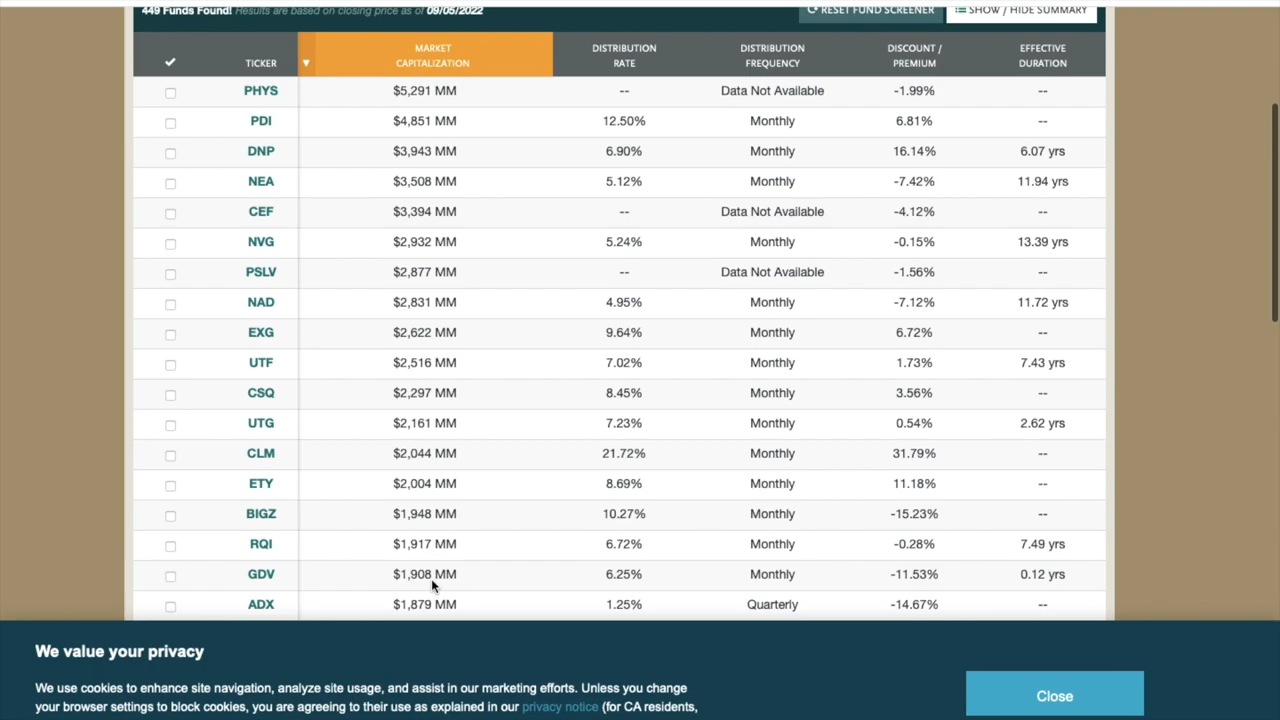 449 Funds Found! Results are based on closing price as of 09/05/2022
RESET FUND SCREENER
SHOW / HIDE SUMMARY
TICKER MARKET CAPITALIZATION DISTRIBUTION RATE DISTRIBUTION FREQUENCY DISCOUNT / PREMIUM EFFECTIVE DURATION
PHYS $5,291 MM -- Data Not Available -1.99% --
PDI $4,851 MM 12.50% Monthly 6.81% --
DNP $3,943 MM 6.90% Monthly 16.14% 6.07 yrs
NEA $3,508 MM 5.12% Monthly -7.42% 11.94 yrs
CEF $3,394 MM -- Data Not Available -4.12% --
NVG $2,932 MM 5.24% Monthly -0.15% 13.39 yrs
PSLV $2,877 MM -- Data Not Available -1.56% --
NAD $2,831 MM 4.95% Monthly -7.12% 11.72 yrs
EXG $2,622 MM 9.64% Monthly 6.72% --
UTF $2,516 MM 7.02% Monthly 1.73% 7.43 yrs
CSQ $2,297 MM 8.45% Monthly 3.56% --
UTG $2,161 MM 7.23% Monthly 0.54% 2.62 yrs
CLM $2,044 MM 21.72% Monthly 31.79% --
ETY $2,004 MM 8.69% Monthly 11.18% --
BIGZ $1,948 MM 10.27% Monthly -15.23% --
RQI $1,917 MM 6.72% Monthly -0.28% 7.49 yrs
GDV $1,908 MM 6.25% Monthly -11.53% 0.12 yrs
ADX $1,879 MM 1.25% Quarterly -14.67% --
We value your privacy
We use cookies to enhance site navigation, analyze site usage, and assist in our marketing efforts. Unless you change
your browser settings to block cookies, you are agreeing to their use as explained in our privacy notice (for CA residents,
Close